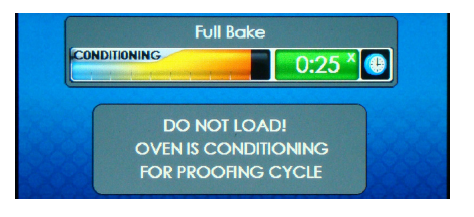 Full Bake
CONDITIONING
0:25 x
DO NOT LOAD!
OVEN IS CONDITIONING
FOR PROOFING CYCLE